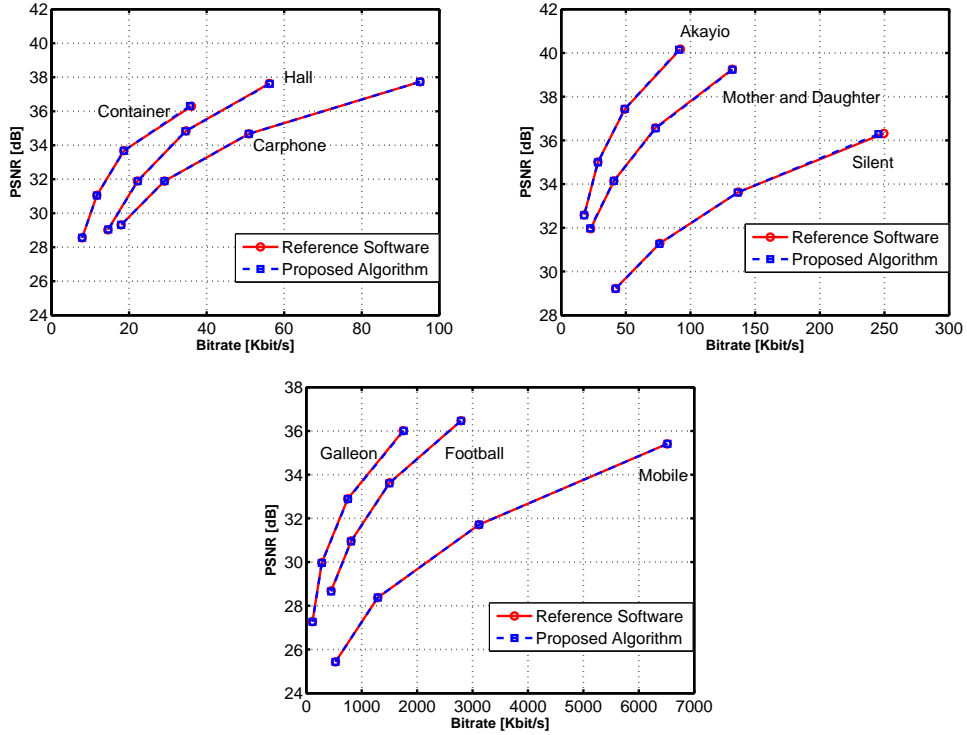 42
40
38
36
34
32
30
28
26
24
PSNR [dB]
Container
Hall
Carphone
Reference Software
Proposed Algorithm
0 20 40 60 80 100
Bitrate [Kbit/s]
42
40
38
36
34
32
30
28
PSNR [dB]
Akayio
Mother and Daughter
Silent
Reference Software
Proposed Algorithm
0 50 100 150 200 250 300
Bitrate [Kbit/s]
38
36
34
32
30
28
26
24
PSNR [dB]
Galleon
Football
Mobile
Reference Software
Proposed Algorithm
0 1000 2000 3000 4000 5000 6000 7000
Bitrate [Kbit/s]